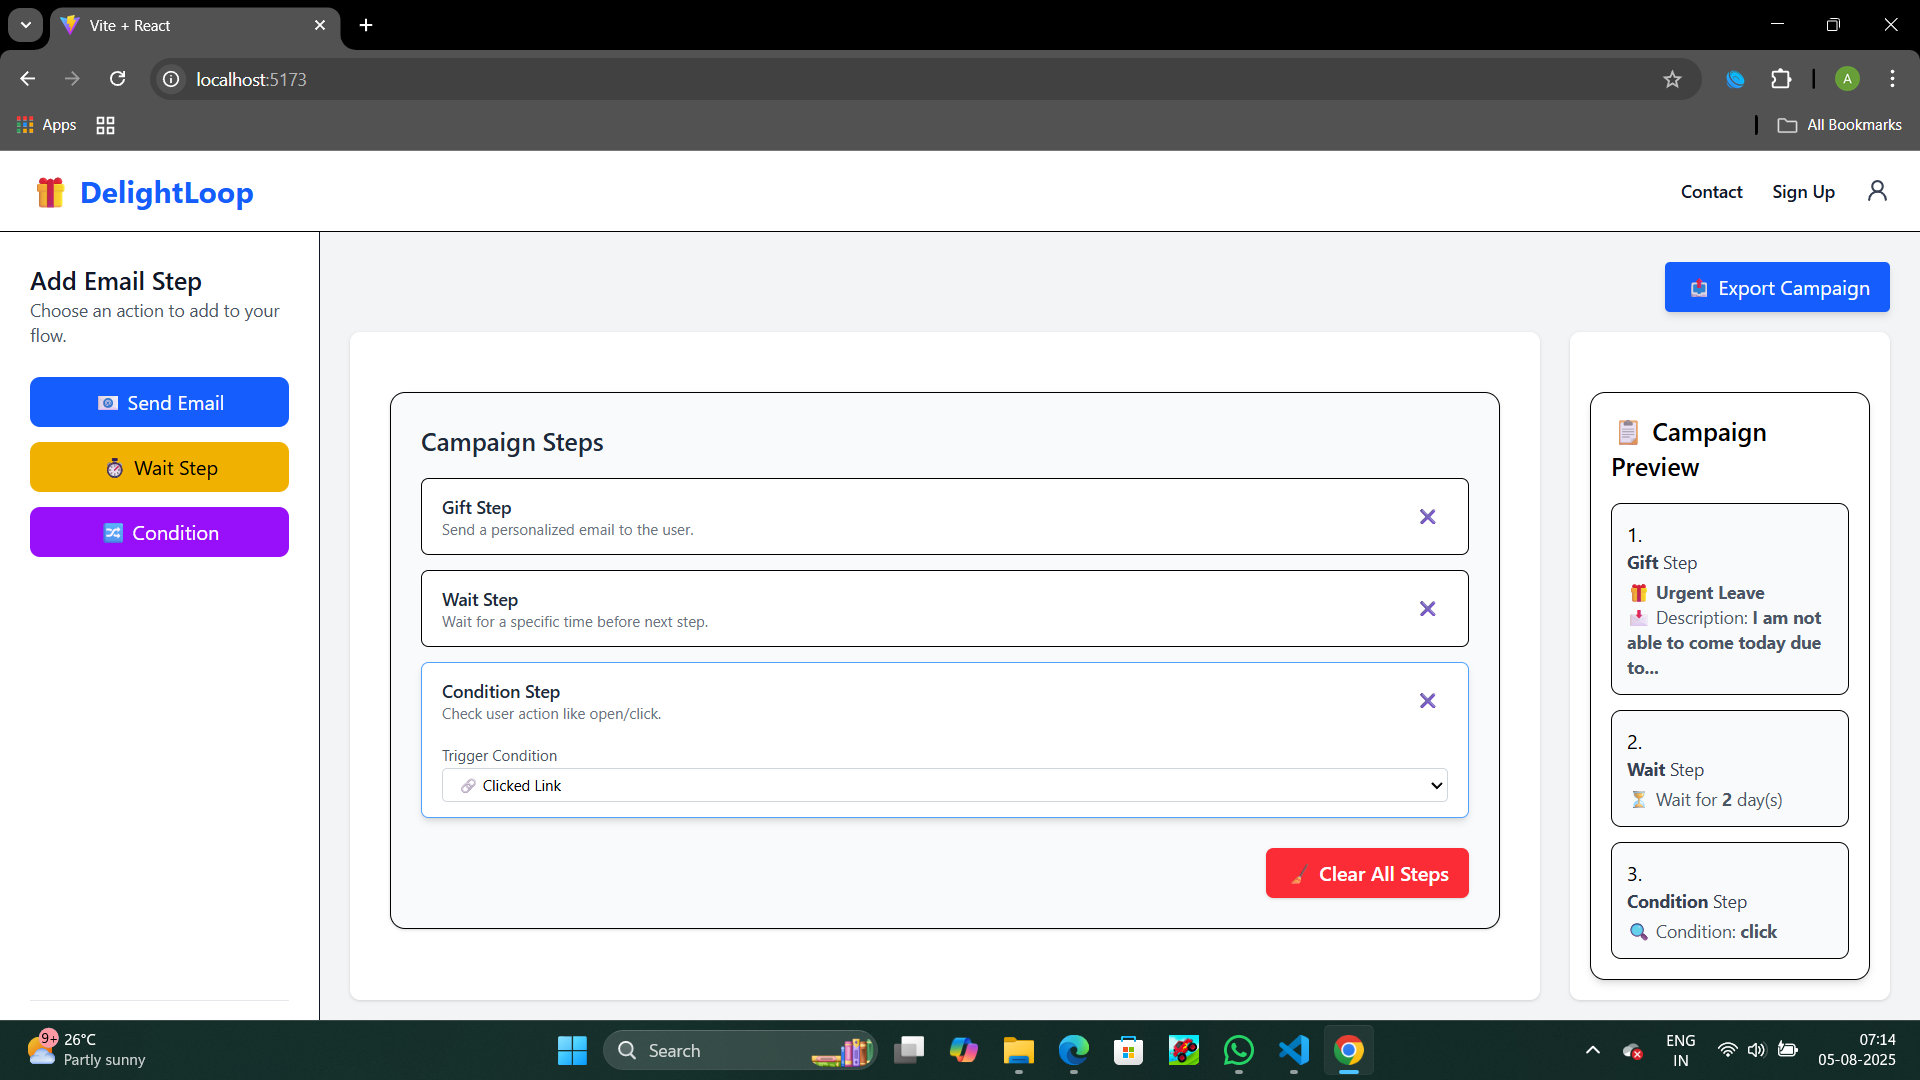 Vite + React
localhost:5173
Apps
All Bookmarks
A
DelightLoop
Contact
Sign Up
Add Email Step
Choose an action to add to your
flow.
Send Email
Wait Step
Condition
Export Campaign
Campaign Steps
Gift Step
Send a personalized email to the user.
Wait Step
Wait for a specific time before next step.
Condition Step
Check user action like open/click.
Trigger Condition
Clicked Link
Clear All Steps
Campaign
Preview
1.
Gift Step
Urgent Leave
Description: I am not
able to come today due
to...
2.
Wait Step
Wait for 2 day(s)
3.
Condition Step
Condition: click
9+
26°C
Partly sunny
Search
ENG
IN
07:14
05-08-2025